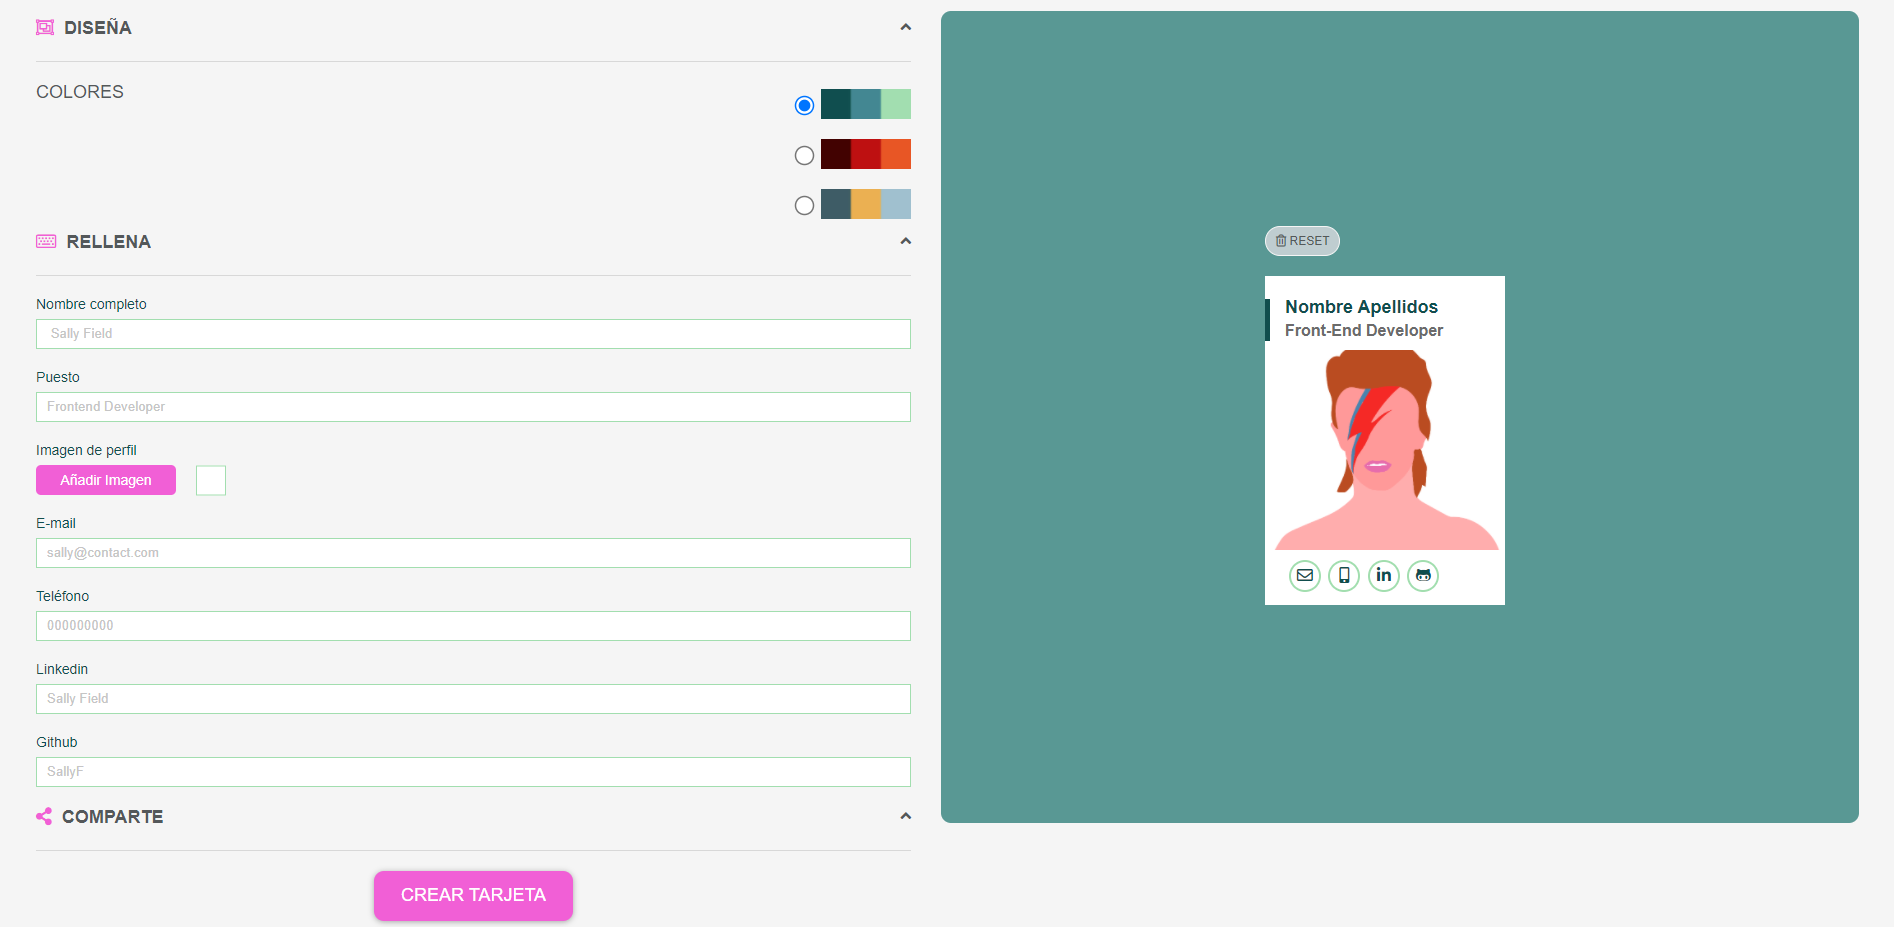 DISEÑA
COLORES
RELLENA
Nombre completo
Sally Field
Puesto
Frontend Developer
Imagen de perfil
Añadir Imagen
E-mail
sally@contact.com
Teléfono
000000000
Linkedin
Sally Field
Github
SallyF
COMPARTE
CREAR TARJETA
RESET
Nombre Apellidos
Front-End Developer
in